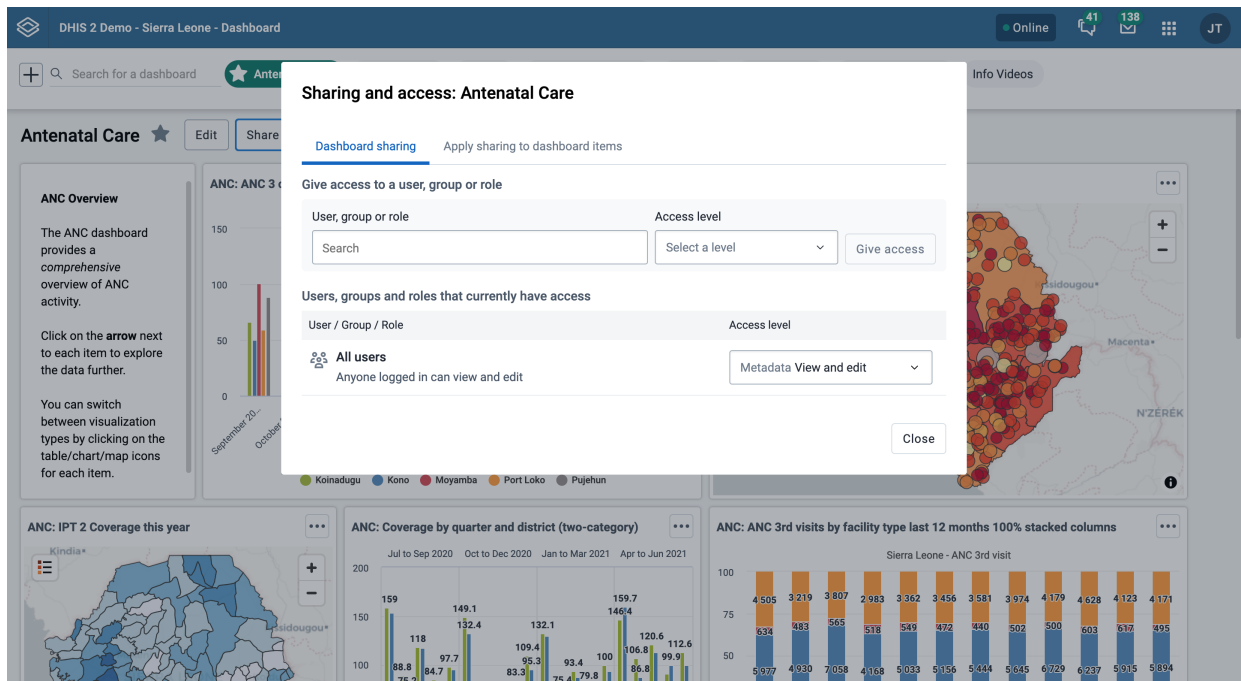 DHIS 2 Demo - Sierra Leone - Dashboard
Online
41
138
JT
Search for a dashboard
Info Videos
Antenatal Care
Edit
Share
Sharing and access: Antenatal Care
Dashboard sharing
Apply sharing to dashboard items
Give access to a user, group or role
User, group or role
Access level
Search
Select a level
Give access
Users, groups and roles that currently have access
User / Group / Role
Access level
All users
Anyone logged in can view and edit
Metadata View and edit
Close
ANC Overview
The ANC dashboard
provides a
comprehensive
overview of ANC
activity.
Click on the arrow next
to each item to explore
the data further.
You can switch
between visualization
types by clicking on the
table/chart/map icons
for each item.
ANC: ANC 3
150
100
50
0
September 20...
October
Koinadugu
Kono
Moyamba
Port Loko
Pujehun
Macenta
N'ZÉRÉK
ANC: IPT 2 Coverage this year
Kindia
ANC: Coverage by quarter and district (two-category)
Jul to Sep 2020
Oct to Dec 2020
Jan to Mar 2021
Apr to Jun 2021
200
150
100
159
118
88.8
84.7
97.7
149.1
132.4
83.3
109.4
95.3
132.1
93.4
79.8
100
159.7
146.4
106.8
86.8
120.6
99.9
112.6
ANC: ANC 3rd visits by facility type last 12 months 100% stacked columns
Sierra Leone - ANC 3rd visit
100
75
50
4 505 3 219 3 807 2 983 3 362 3 456 3 581 3 974 4 179 4 628 4 123 4 171
634 483 565 518 549 472 440 502 500 603 617 495
5 977 4 930 7 058 4 168 5 033 5 156 5 444 5 645 6 729 6 237 5 915 5 894